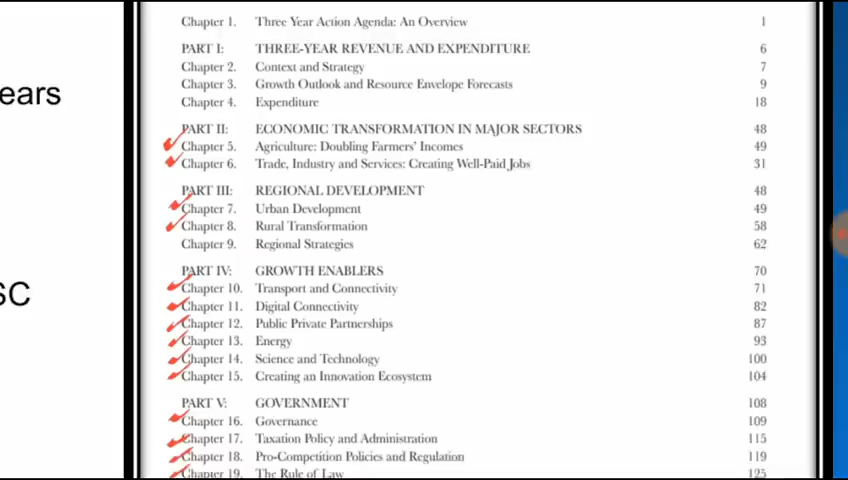 ears
SC
Chapter 1. Three Year Action Agenda: An Overview 1
PART I: THREE-YEAR REVENUE AND EXPENDITURE 6
Chapter 2. Context and Strategy 7
Chapter 3. Growth Outlook and Resource Envelope Forecasts 9
Chapter 4. Expenditure 18
PART II: ECONOMIC TRANSFORMATION IN MAJOR SECTORS 48
Chapter 5. Agriculture: Doubling Farmers' Incomes 49
Chapter 6. Trade, Industry and Services: Creating Well-Paid Jobs 31
PART III: REGIONAL DEVELOPMENT 48
Chapter 7. Urban Development 49
Chapter 8. Rural Transformation 58
Chapter 9. Regional Strategies 62
PART IV: GROWTH ENABLERS 70
Chapter 10. Transport and Connectivity 71
Chapter 11. Digital Connectivity 82
Chapter 12. Public Private Partnerships 87
Chapter 13. Energy 93
Chapter 14. Science and Technology 100
Chapter 15. Creating an Innovation Ecosystem 104
PART V: GOVERNMENT 108
Chapter 16. Governance 109
Chapter 17. Taxation Policy and Administration 115
Chapter 18. Pro-Competition Policies and Regulation 119
Chapter 19. The Rule of Law 125